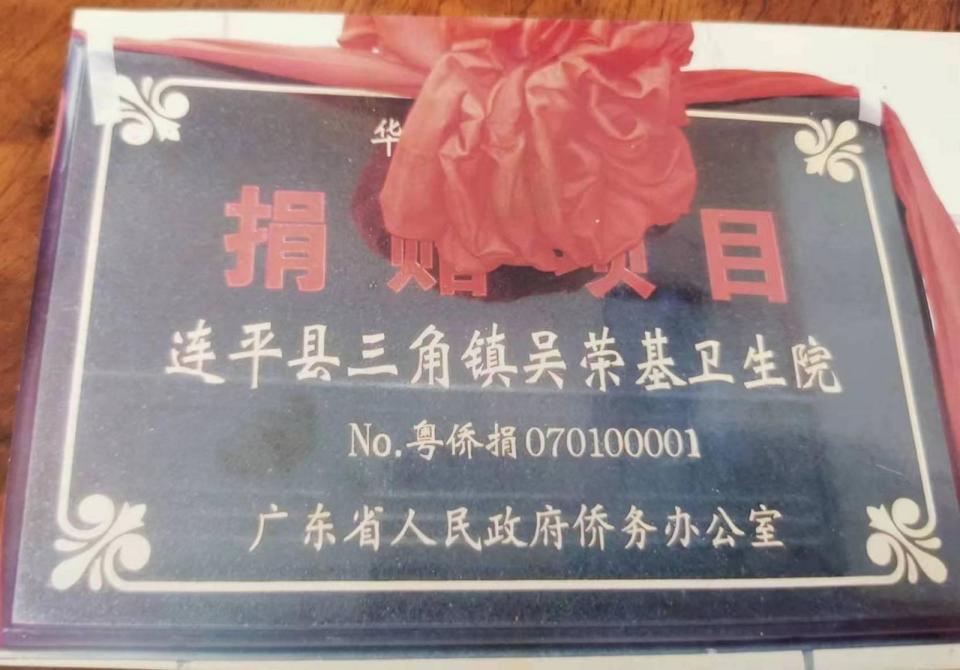 华
捐赠项目
连平县三角镇吴荣基卫生院
No.粤侨捐070100001
广东省人民政府侨务办公室